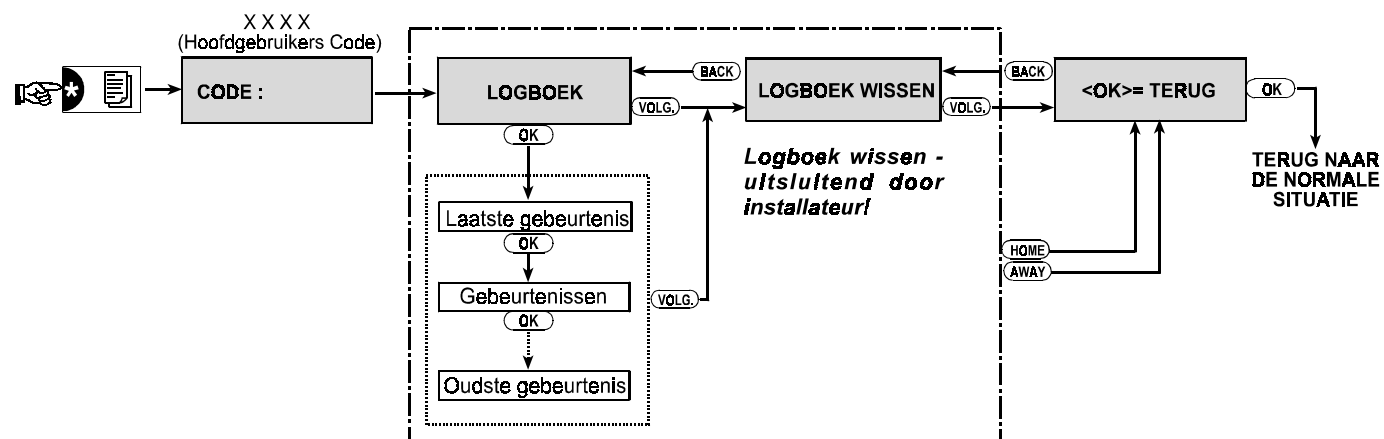 X X X X
(Hoofdgebruikers Code)
*
CODE :
LOGBOEK
BACK
VOLG.
LOGBOEK WISSEN
BACK
VOLG.
<OK>= TERUG
OK
TERUG NAAR
DE NORMALE
SITUATIE
OK
Logboek wissen -
uitsluitend door
installateur!
Laatste gebeurtenis
OK
Gebeurtenissen
OK
Oudste gebeurtenis
VOLG.
HOME
AWAY